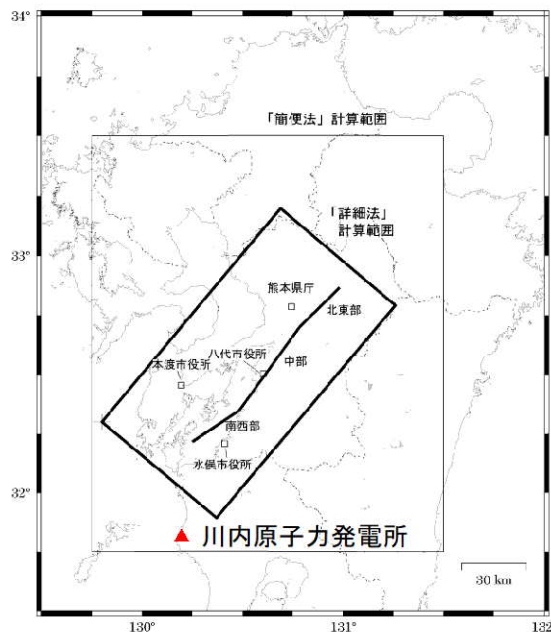 34°
「簡便法」計算範囲
33°
「詳細法」
計算範囲
熊本県庁
北東部
八代市役所
中部
本渡市役所
南西部
水俣市役所
32°
川内原子力発電所
30 km
130°
131°
132